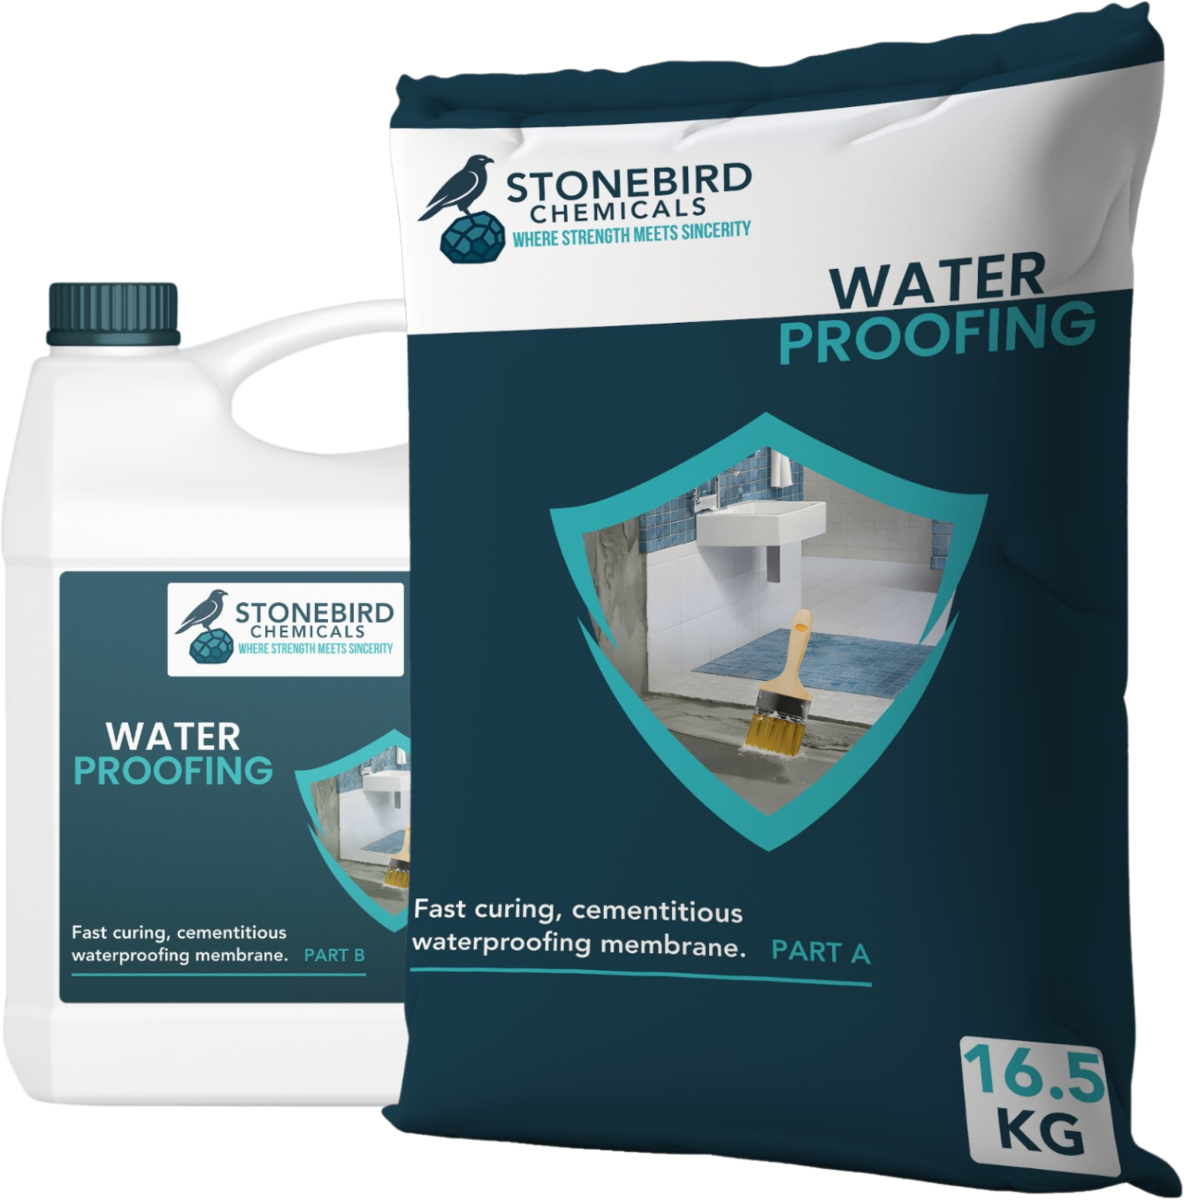 STONEBIRD
CHEMICALS
WHERE STRENGTH MEETS SINCERITY
WATER
PROOFING
Fast curing, cementitious
waterproofing membrane. PART A
16.5
KG
STONEBIRD
CHEMICALS
WHERE STRENGTH MEETS SINCERITY
WATER
PROOFING
Fast curing, cementitious
waterproofing membrane. PART B